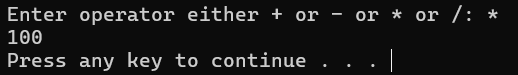 Enter operator either + or - or * or /: *
100
Press any key to continue . . .